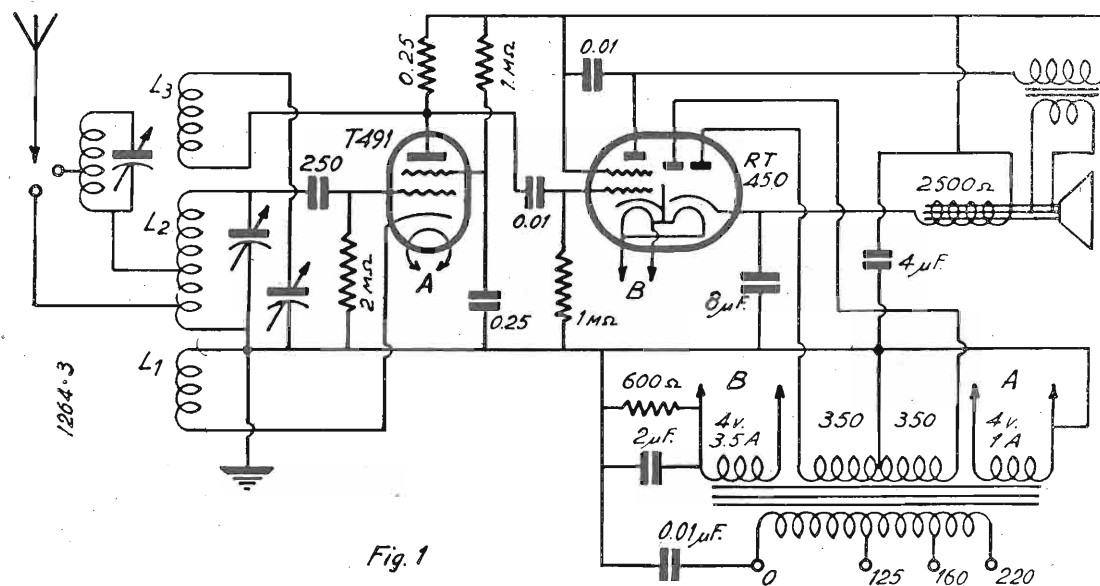 L3
L2
L1
1264-3
250
T491
0.25
1MΩ
2MΩ
A
0.25
0.01
0.01
1MΩ
RT
450
B
8µF.
4µF.
2500Ω
600Ω
2µF.
B
4v.
3.5A
350 350
A
4v.
1A
0.01µF.
0 125 160 220
Fig. 1